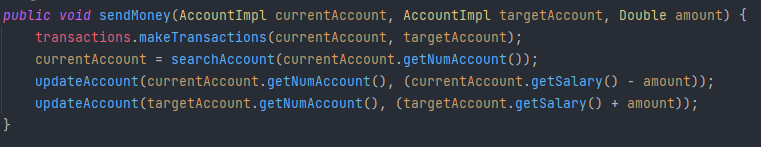 public void sendMoney(AccountImpl currentAccount, AccountImpl targetAccount, Double amount) {
    transactions.makeTransactions(currentAccount, targetAccount);
    currentAccount = searchAccount(currentAccount.getNumAccount());
    updateAccount(currentAccount.getNumAccount(), (currentAccount.getSalary() - amount));
    updateAccount(targetAccount.getNumAccount(), (targetAccount.getSalary() + amount));
}